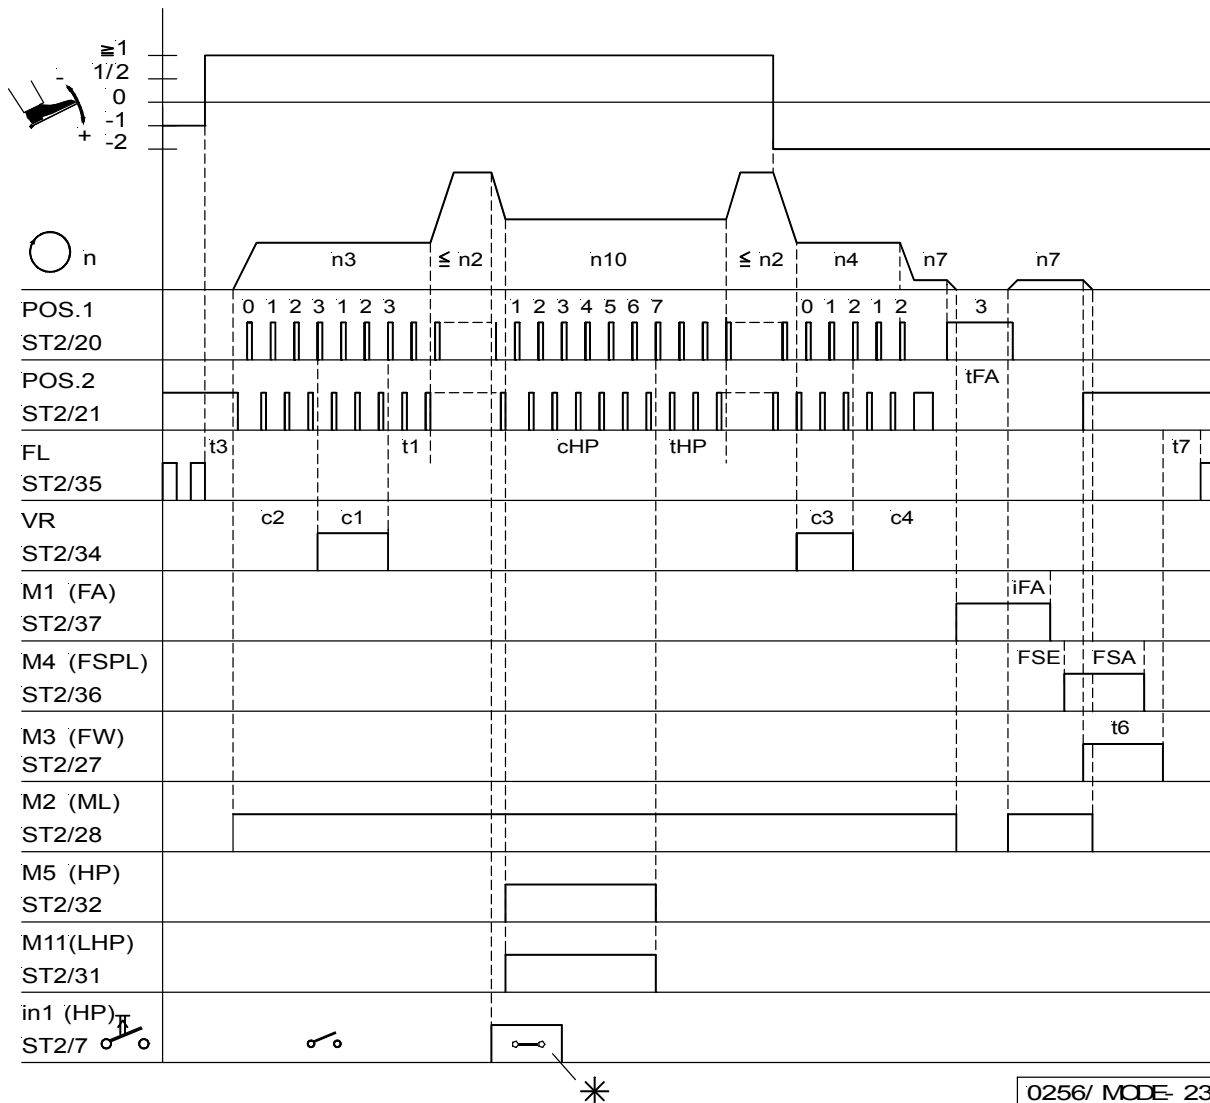 ≧1
1/2
0
-1
-2
-
+
n
n3
≦ n2
n10
≦ n2
n4
n7
n7
POS.1
ST2/20
0 1 2 3 1 2 3
1 2 3 4 5 6 7
0 1 2 1 2
3
POS.2
ST2/21
tFA
FL
ST2/35
t3
t1
cHP
tHP
t7
VR
ST2/34
c2
c1
c3
c4
M1 (FA)
ST2/37
iFA
M4 (FSPL)
ST2/36
FSE
FSA
M3 (FW)
ST2/27
t6
M2 (ML)
ST2/28
M5 (HP)
ST2/32
M11(LHP)
ST2/31
in1 (HP)
ST2/7
0256/ MODE- 23